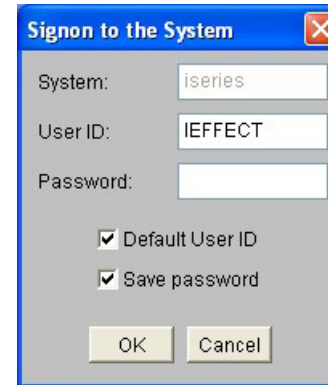 Signon to the System
System: iseries
User ID: IEFFECT
Password:
Default User ID
Save password
OK Cancel